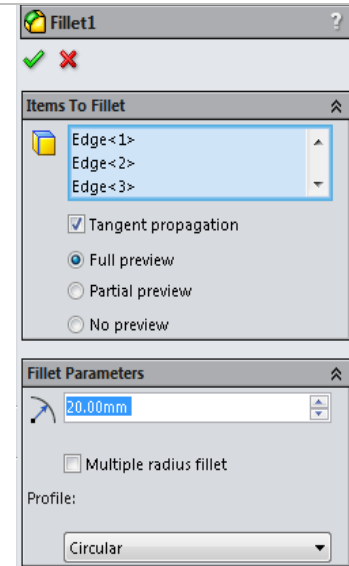 Fillet1
?
Items To Fillet
Edge<1>
Edge<2>
Edge<3>
Tangent propagation
Full preview
Partial preview
No preview
Fillet Parameters
20.00mm
Multiple radius fillet
Profile:
Circular